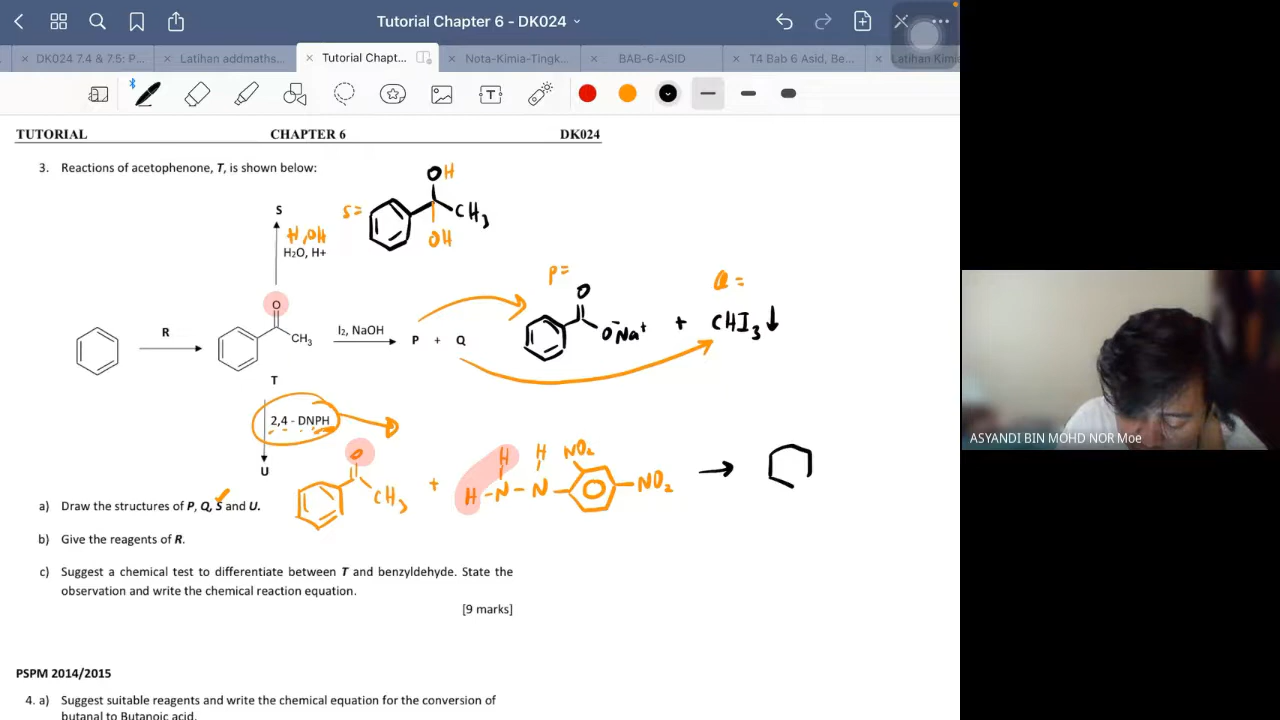 Tutorial Chapter 6 - DK024
DK024 7.4 & 7.5: P...
Latihan addmaths...
Tutorial Chapt...
Nota-Kimia-Tingk...
BAB-6-ASID
T4 Bab 6 Asid, Be...
Latihan Kimi
TUTORIAL CHAPTER 6 DK024
3. Reactions of acetophenone, T, is shown below:
S
H, OH
H₂O, H+
S=
OH
CH₃
OH
R
O
CH₃
T
I₂, NaOH
P + Q
P=
O
O⁻Na⁺
+
Q =
CHI₃↓
2,4 - DNPH
U
O
CH₃
+
H H NO₂
H - N - N - NO₂
a) Draw the structures of P, Q, S and U.
b) Give the reagents of R.
c) Suggest a chemical test to differentiate between T and benzyldehyde. State the
observation and write the chemical reaction equation.
[9 marks]
PSPM 2014/2015
4. a) Suggest suitable reagents and write the chemical equation for the conversion of
butanal to Butanoic acid.
ASYANDI BIN MOHD NOR Moe